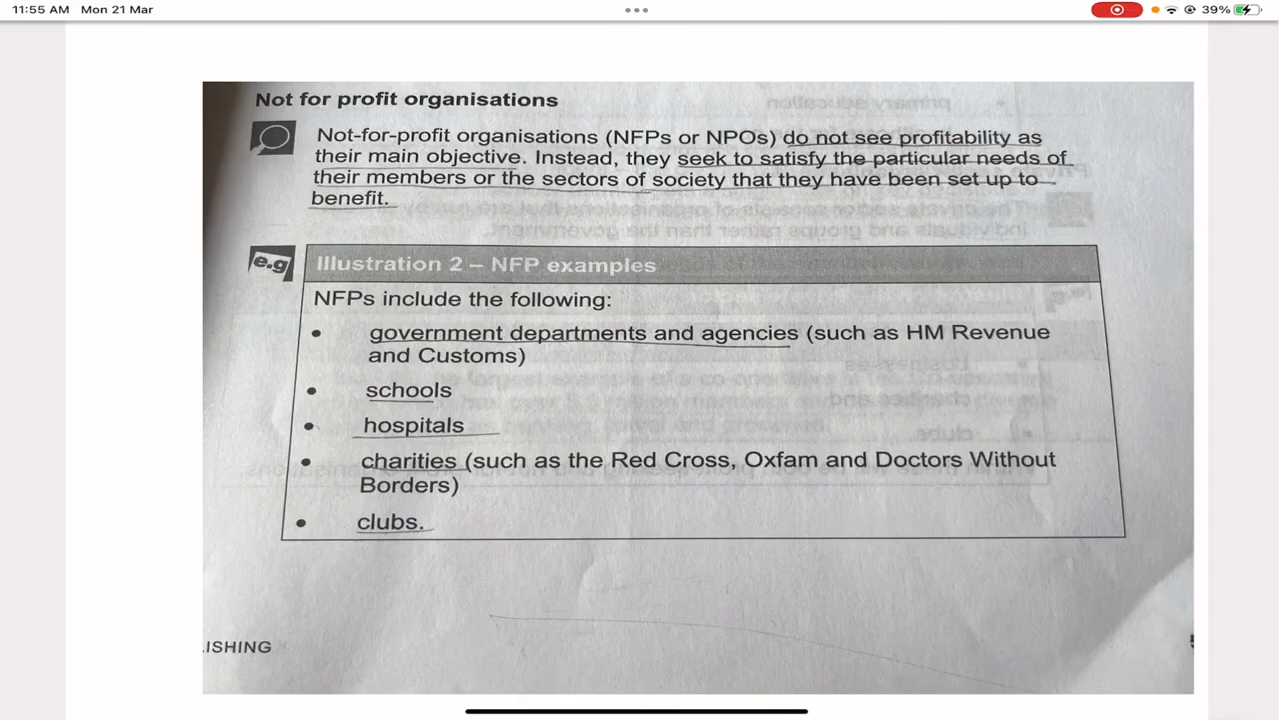 11:55 AM Mon 21 Mar
39%
Not for profit organisations
Not-for-profit organisations (NFPs or NPOs) do not see profitability as
their main objective. Instead, they seek to satisfy the particular needs of
their members or the sectors of society that they have been set up to
benefit.
e.g
Illustration 2 – NFP examples
NFPs include the following:
• government departments and agencies (such as HM Revenue
and Customs)
• schools
• hospitals
• charities (such as the Red Cross, Oxfam and Doctors Without
Borders)
• clubs.
LISHING